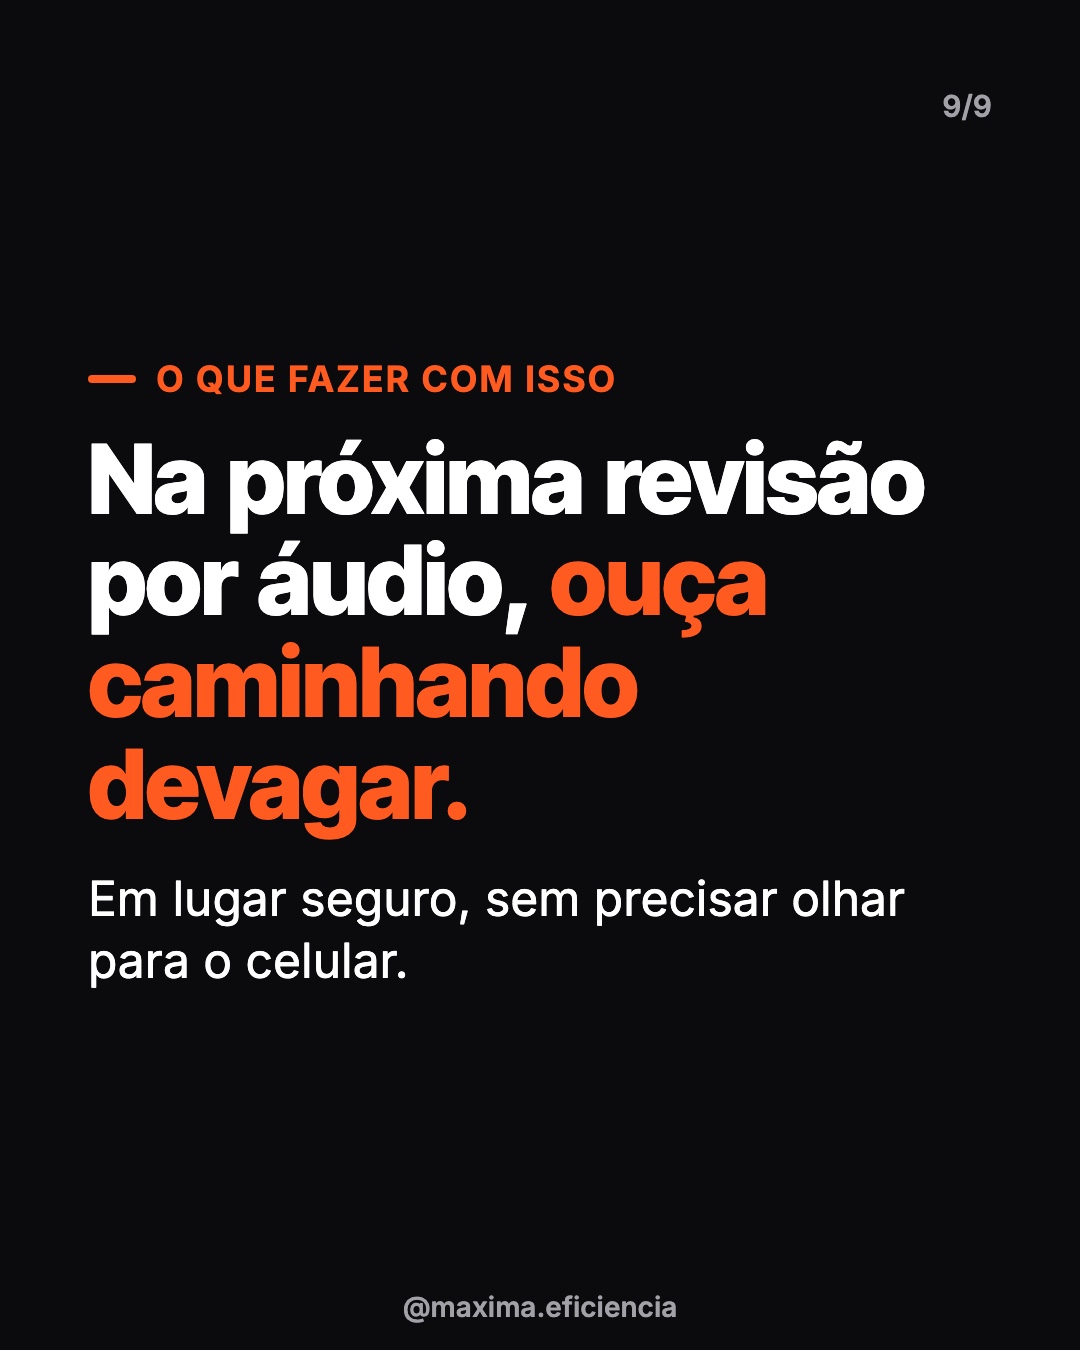 9/9
O QUE FAZER COM ISSO
Na próxima revisão
por áudio, ouça
caminhando
devagar.
Em lugar seguro, sem precisar olhar
para o celular.
@maxima.eficiencia